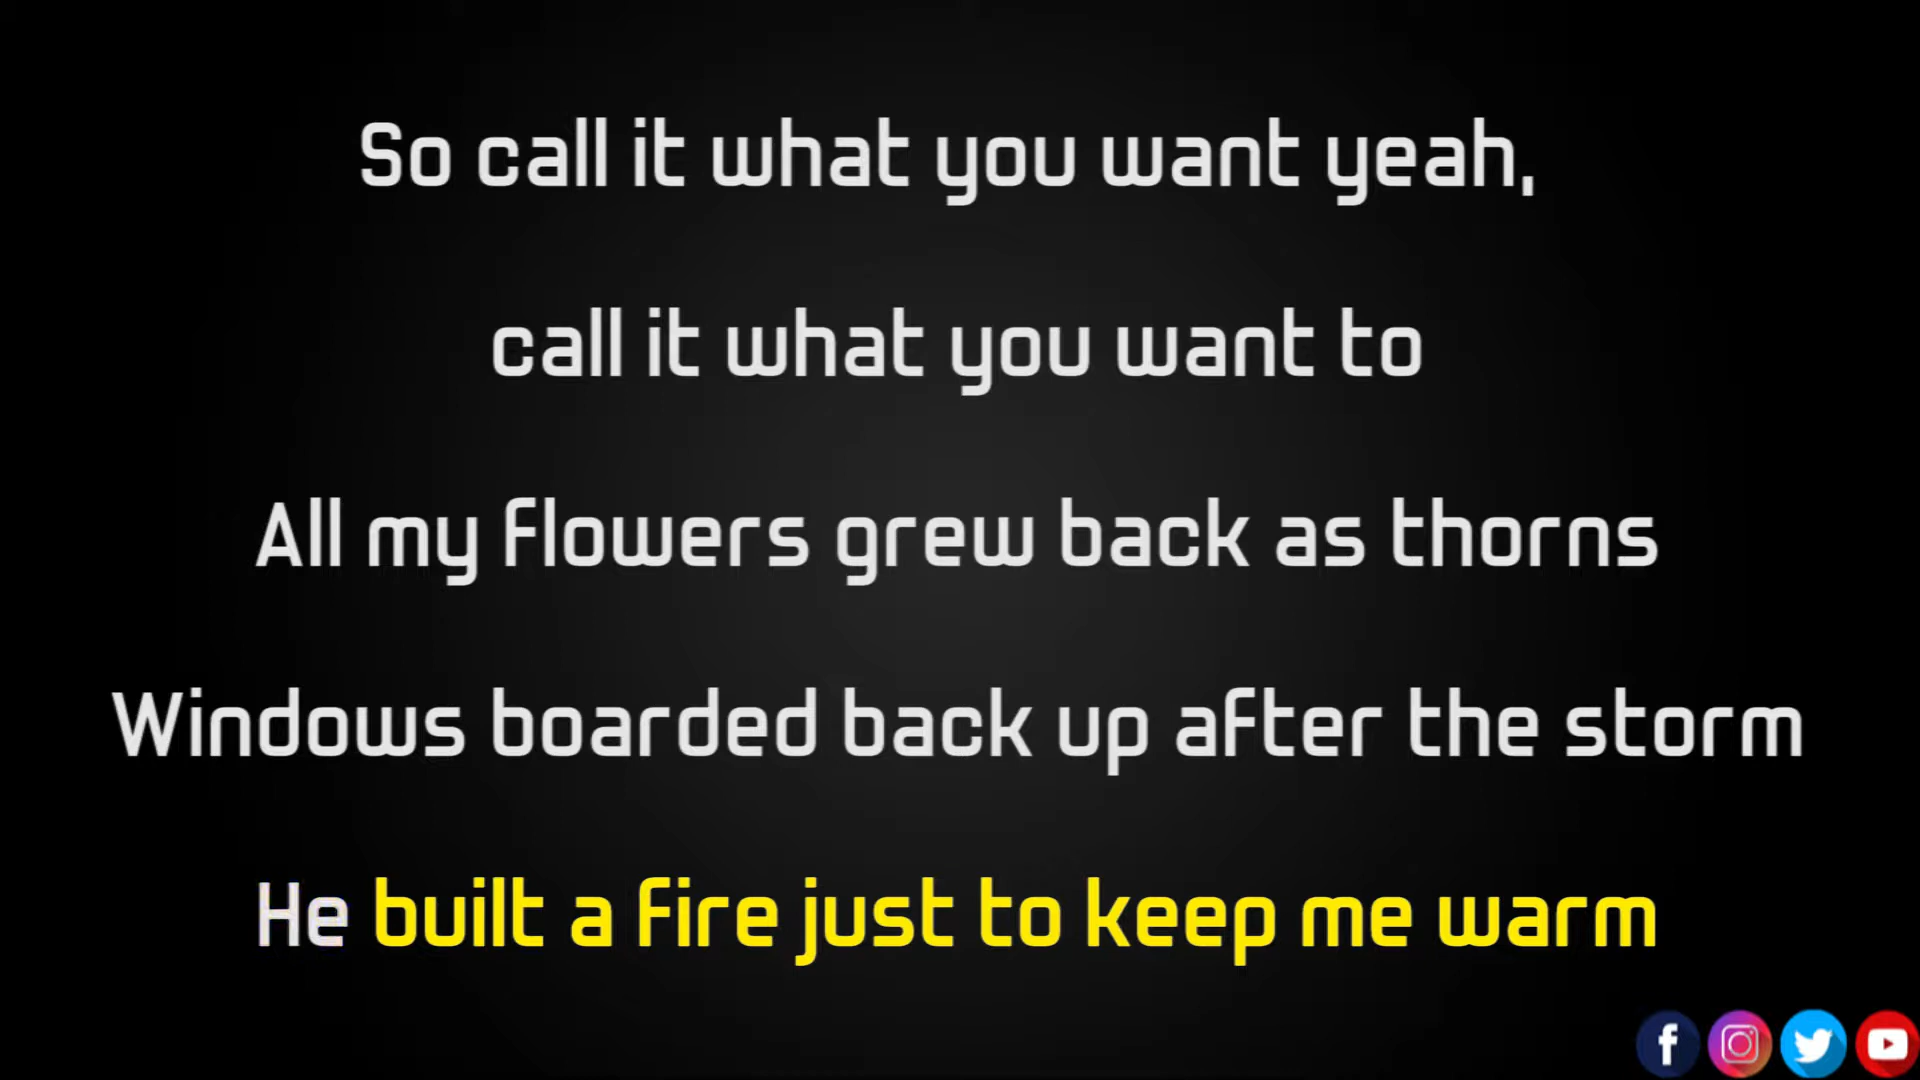 So call it what you want yeah,
call it what you want to
All my flowers grew back as thorns
Windows boarded back up after the storm
He built a fire just to keep me warm